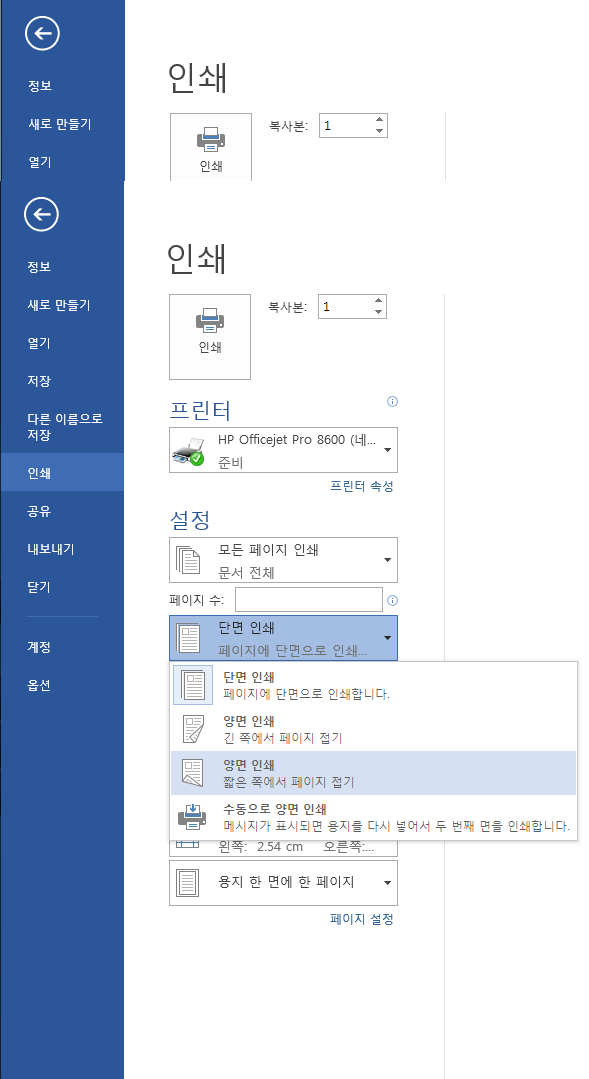 인쇄
정보
새로 만들기
복사본: 1
인쇄
열기
인쇄
정보
새로 만들기
복사본: 1
인쇄
열기
저장
다른 이름으로
저장
인쇄
공유
내보내기
닫기
계정
옵션
프린터
HP Officejet Pro 8600 (네...
준비
프린터 속성
설정
모든 페이지 인쇄
문서 전체
페이지 수:
단면 인쇄
페이지에 단면으로 인쇄...
단면 인쇄
페이지에 단면으로 인쇄합니다.
양면 인쇄
긴 쪽에서 페이지 접기
양면 인쇄
짧은 쪽에서 페이지 접기
수동으로 양면 인쇄
메시지가 표시되면 용지를 다시 넣어서 두 번째 면을 인쇄합니다.
왼쪽: 2.54 cm 오른쪽:...
용지 한 면에 한 페이지
페이지 설정